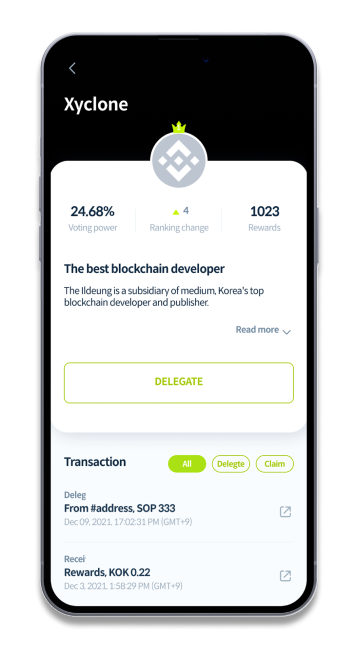 Xyclone
24.68%
Voting power
4
Ranking change
1023
Rewards
The best blockchain developer
The Ildeung is a subsidiary of medium, Korea's top
blockchain developer and publisher.
Read more
DELEGATE
Transaction
All
Delegte
Claim
Deleg
From #address, SOP 333
Dec 09, 2021, 17:02:31 PM (GMT+9)
Recei
Rewards, KOK 0.22
Dec 3, 2021, 1:58:29 PM (GMT+9)